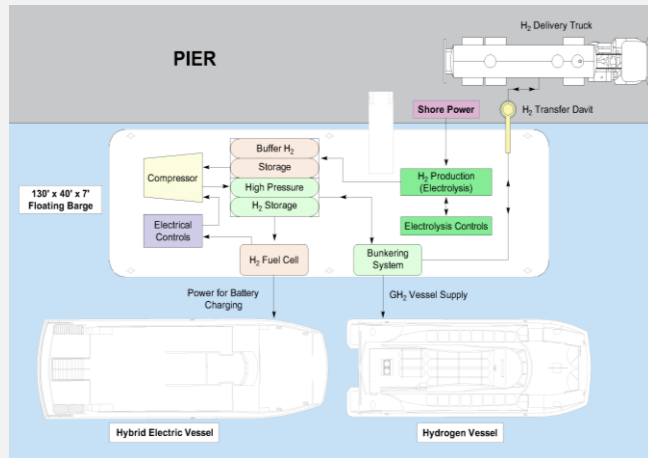 H₂ Delivery Truck
PIER
Shore Power
H₂ Transfer Davit
Buffer H₂
Storage
Compressor
High Pressure
H₂ Storage
H₂ Production
(Electrolysis)
130' x 40' x 7'
Floating Barge
Electrical
Controls
Electrolysis Controls
H₂ Fuel Cell
Bunkering
System
Power for Battery
Charging
GH₂ Vessel Supply
Hybrid Electric Vessel
Hydrogen Vessel